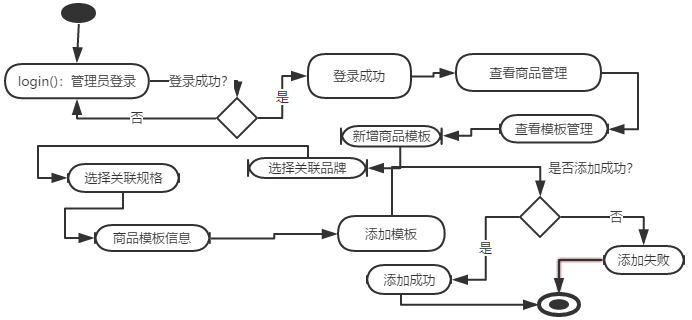 login()：管理员登录
登录成功?
是
否
登录成功
查看商品管理
查看模板管理
新增商品模板
选择关联品牌
选择关联规格
商品模板信息
添加模板
是否添加成功?
是
否
添加成功
添加失败